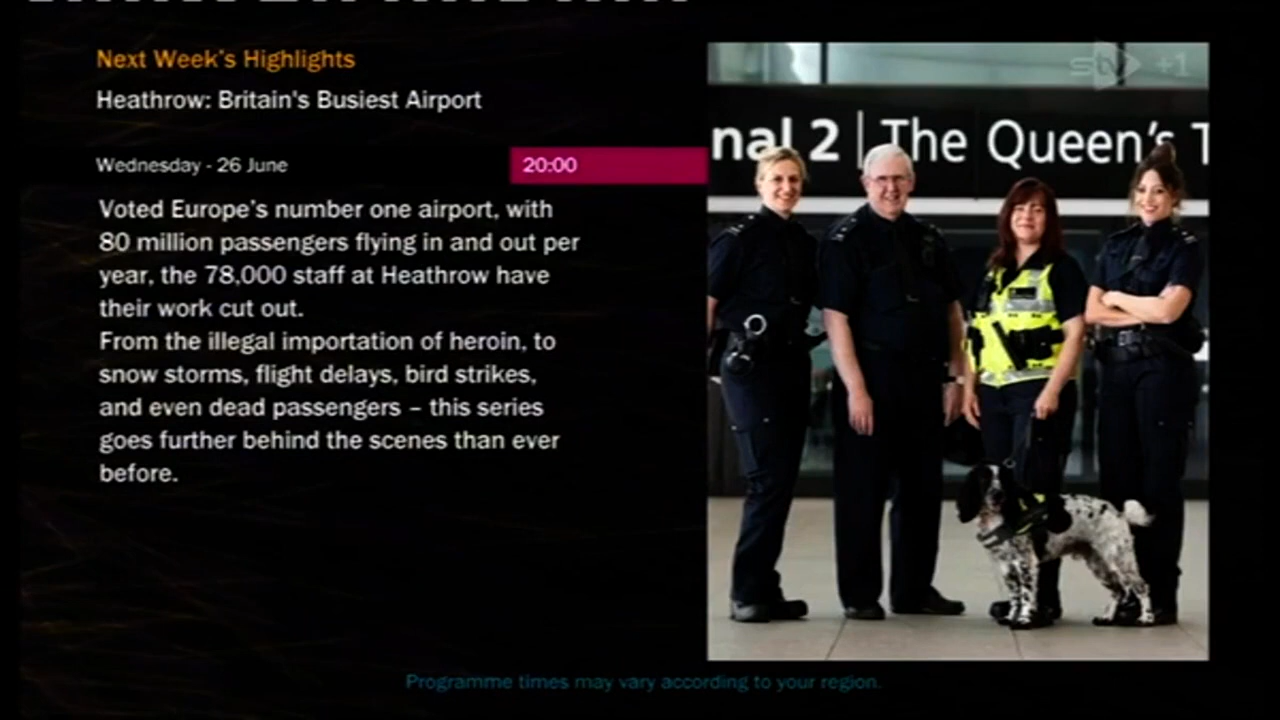 Next Week's Highlights
Heathrow: Britain's Busiest Airport
Wednesday - 26 June
20:00
Voted Europe's number one airport, with
80 million passengers flying in and out per
year, the 78,000 staff at Heathrow have
their work cut out.
From the illegal importation of heroin, to
snow storms, flight delays, bird strikes,
and even dead passengers – this series
goes further behind the scenes than ever
before.
stv +1
nal 2 | The Queen's T
Programme times may vary according to your region.